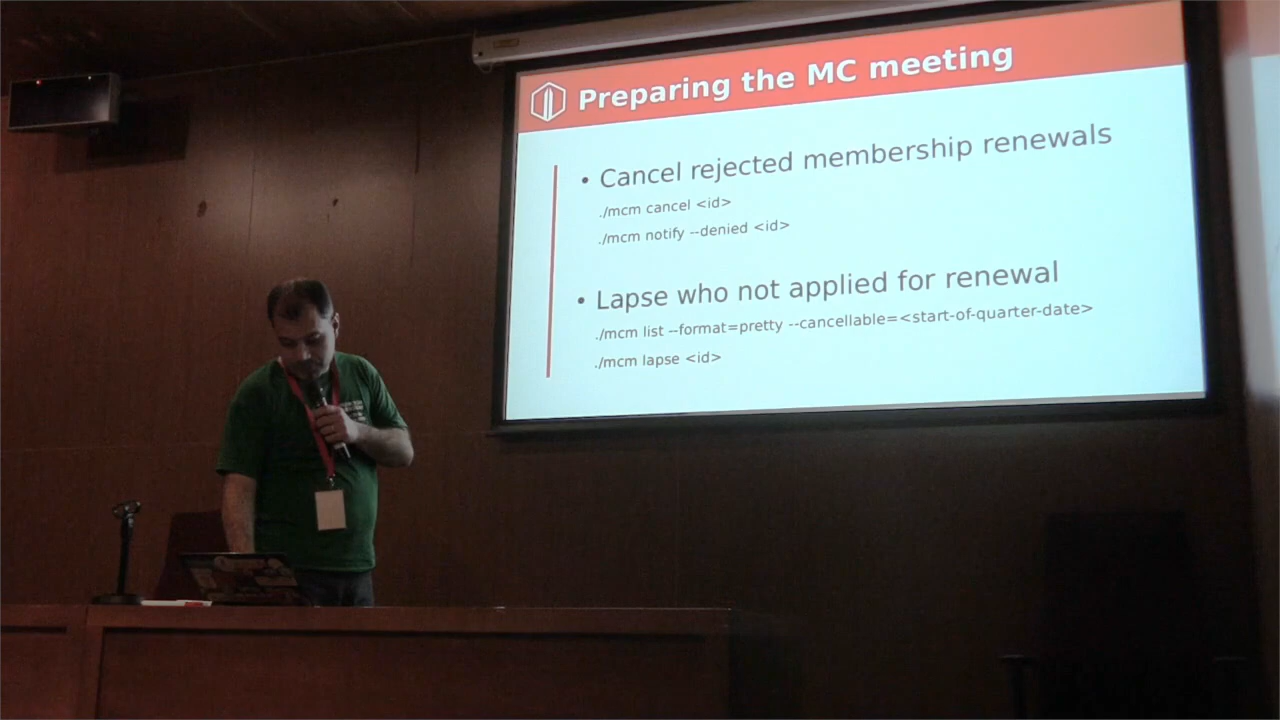 Preparing the MC meeting
• Cancel rejected membership renewals
./mcm cancel <id>
./mcm notify --denied <id>
• Lapse who not applied for renewal
./mcm list --format=pretty --cancellable=<start-of-quarter-date>
./mcm lapse <id>